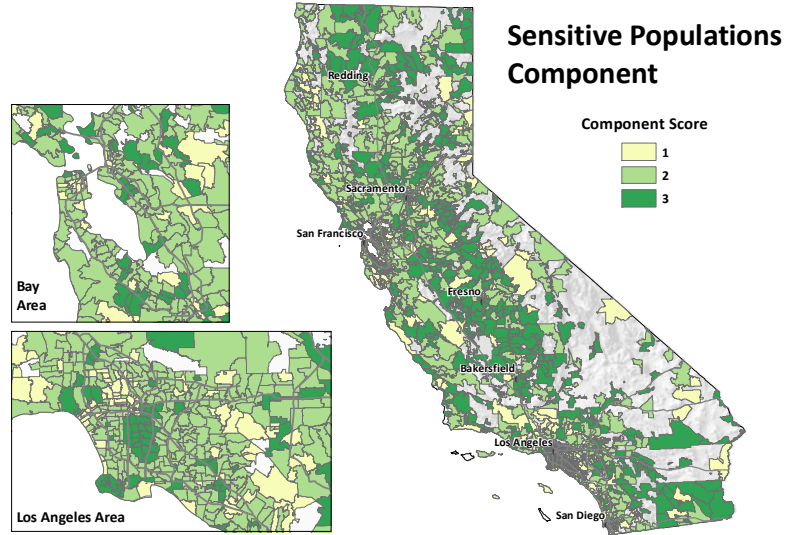 Sensitive Populations
Component
Component Score
1
2
3
Redding
Sacramento
San Francisco
Fresno
Bakersfield
Los Angeles
San Diego
Bay
Area
Los Angeles Area